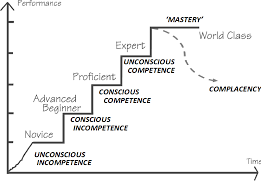 Performance
'MASTERY'
World Class
Expert
UNCONSCIOUS
COMPETENCE
COMPLACENCY
Proficient
CONSCIOUS
COMPETENCE
Advanced
Beginner
CONSCIOUS
INCOMPETENCE
Novice
UNCONSCIOUS
INCOMPETENCE
Time